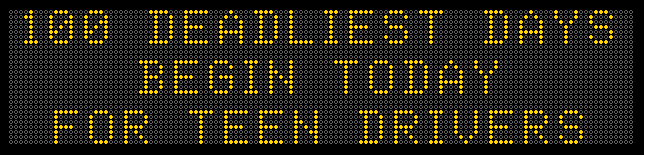 100 DEADLIEST DAYS
BEGIN TODAY
FOR TEEN DRIVERS